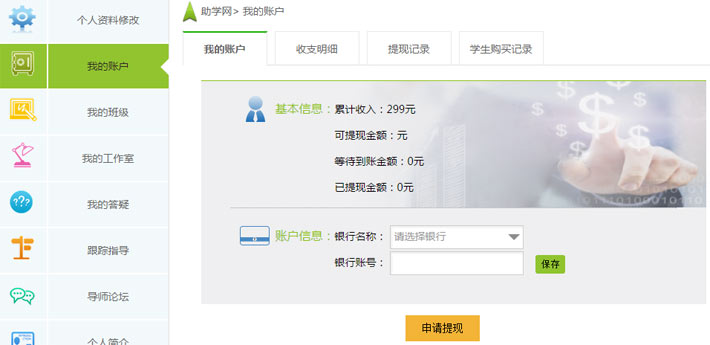 助学网> 我的账户
个人资料修改
我的账户
我的班级
我的工作室
我的答疑
跟踪指导
导师论坛
个人简介
我的账户 收支明细 提现记录 学生购买记录
基本信息：累计收入：299元
可提现金额：元
等待到账金额：0元
已提现金额：0元
账户信息：银行名称： 请选择银行
银行账号： 保存
申请提现